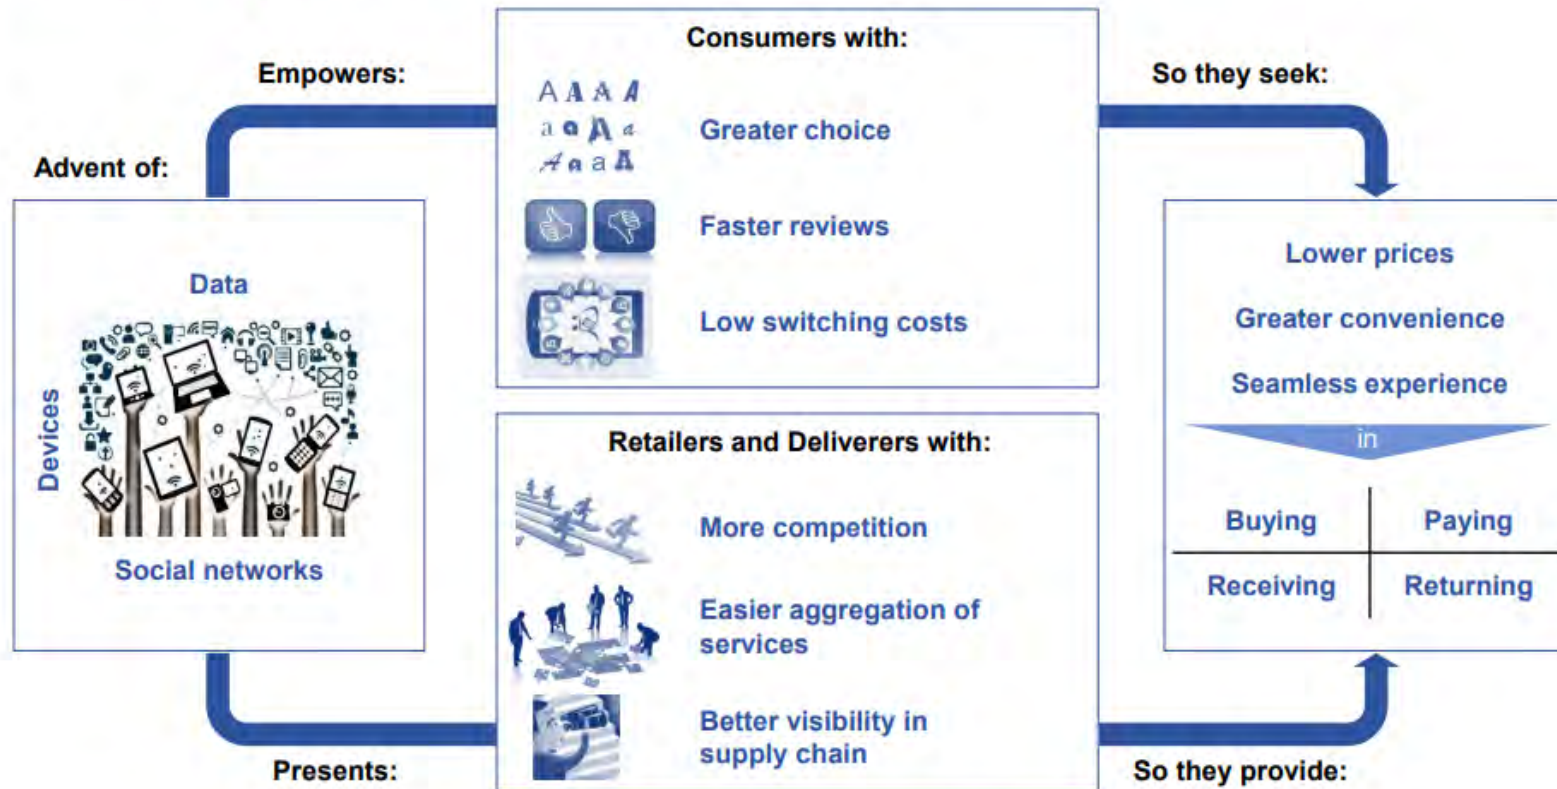 Advent of:
Data
Devices
Social networks
Empowers:
Consumers with:
A A A A
a a A a
A a a A
Greater choice
Faster reviews
Low switching costs
So they seek:
Presents:
Retailers and Deliverers with:
More competition
Easier aggregation of
services
Better visibility in
supply chain
So they provide:
Lower prices
Greater convenience
Seamless experience
in
Buying
Paying
Receiving
Returning